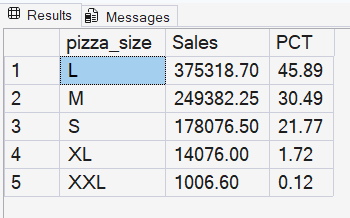 Results Messages
pizza_size Sales PCT
1 L 375318.70 45.89
2 M 249382.25 30.49
3 S 178076.50 21.77
4 XL 14076.00 1.72
5 XXL 1006.60 0.12